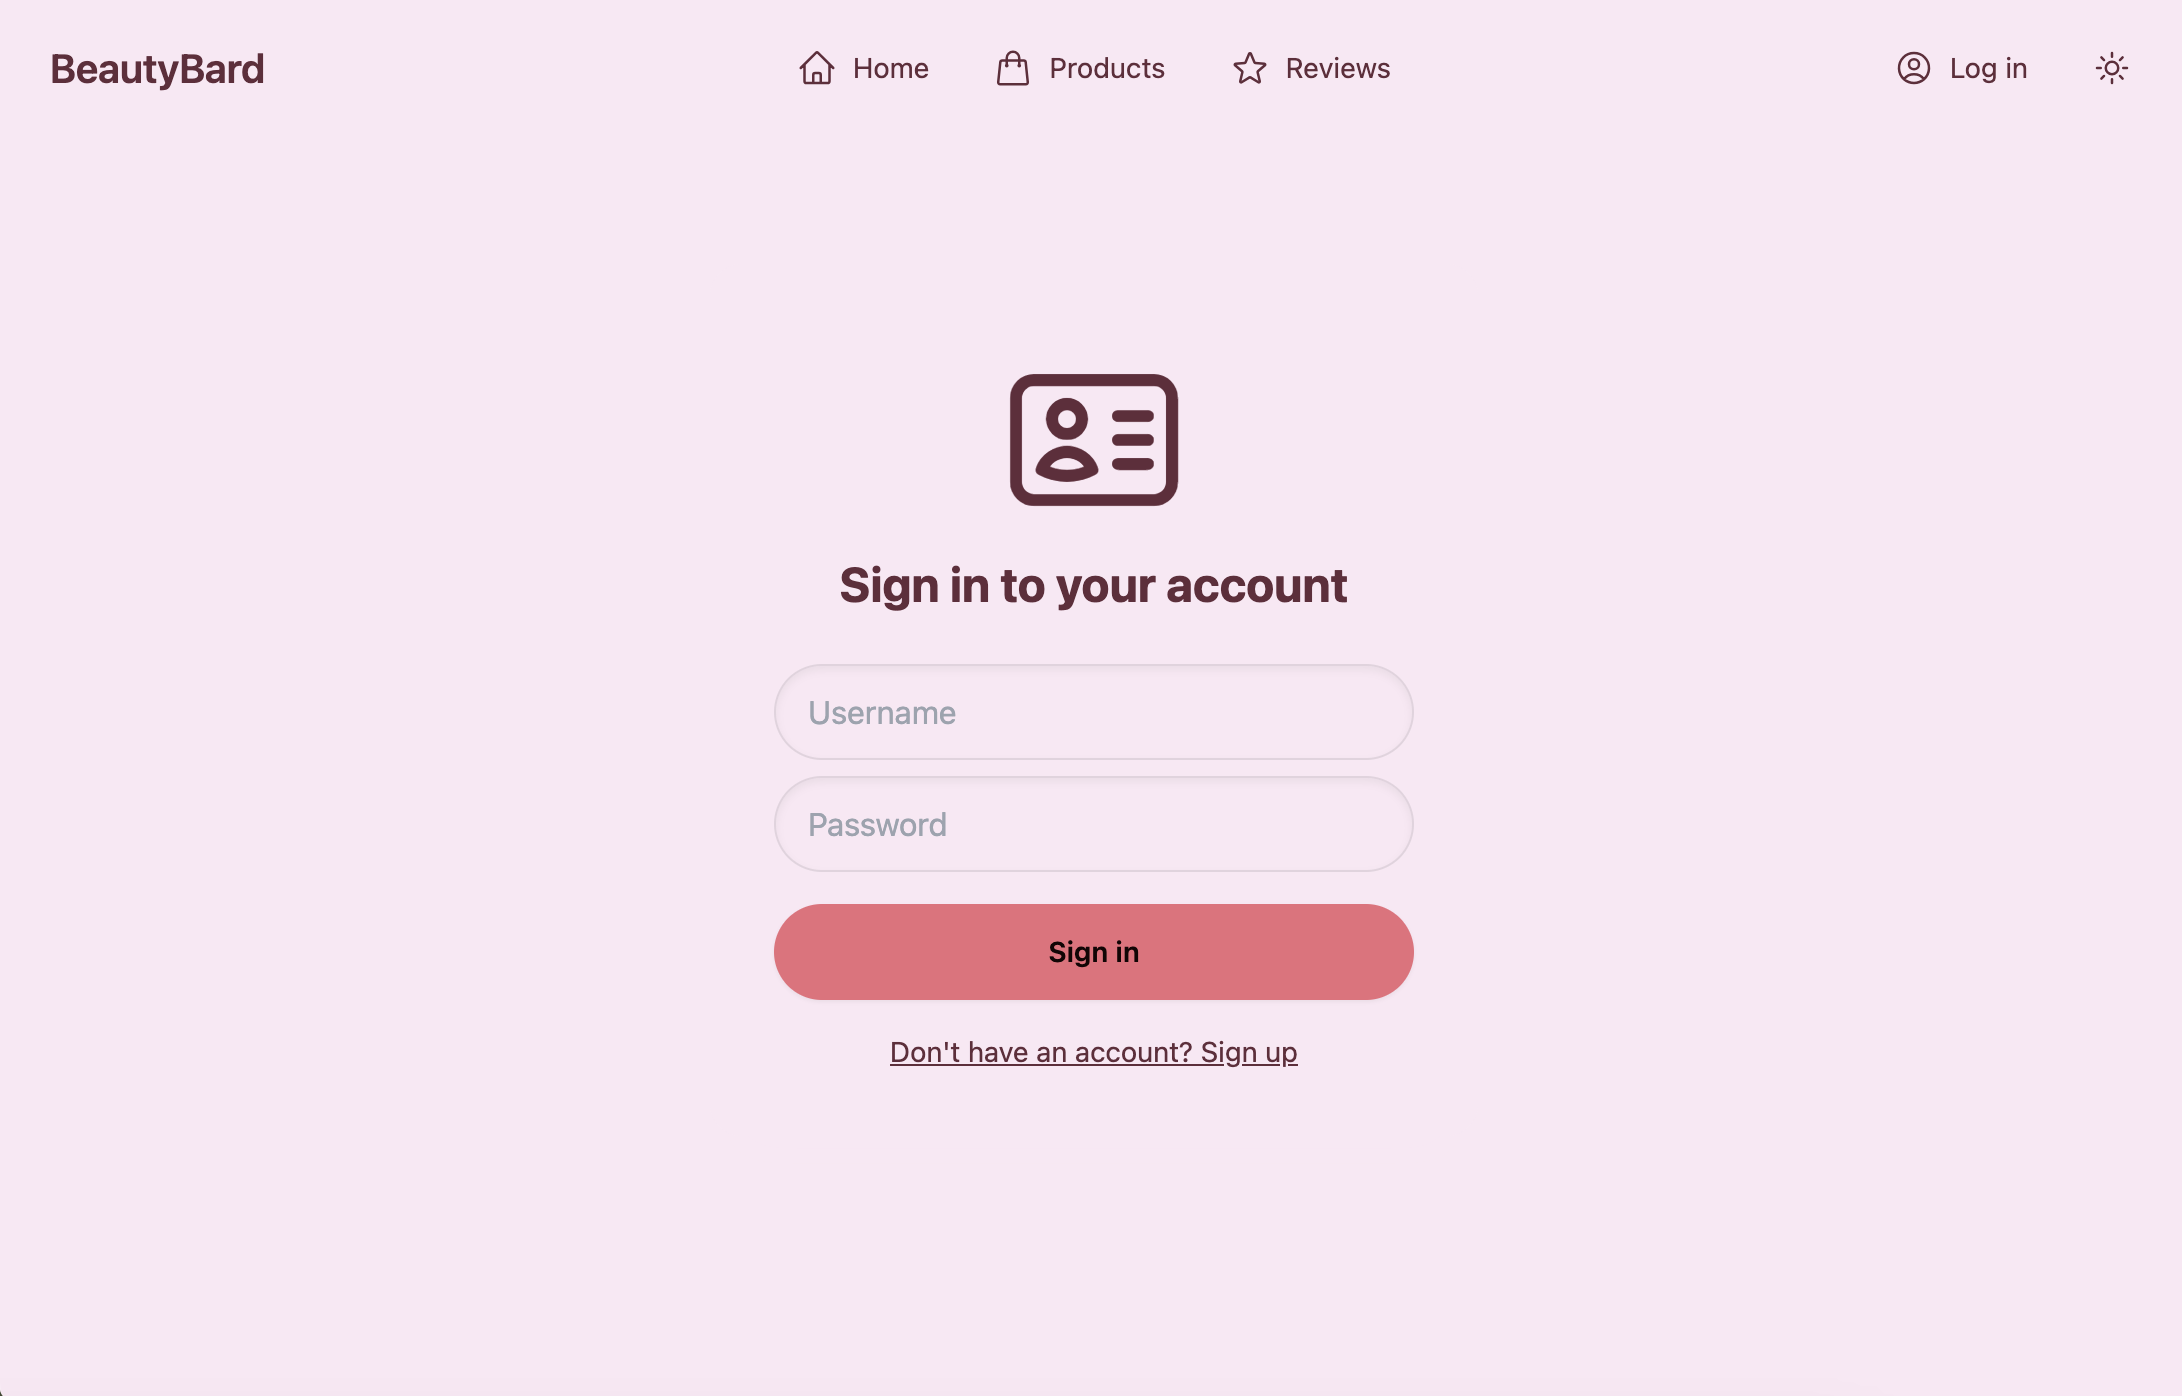 BeautyBard
Home
Products
Reviews
Log in
Sign in to your account
Username
Password
Sign in
Don't have an account? Sign up